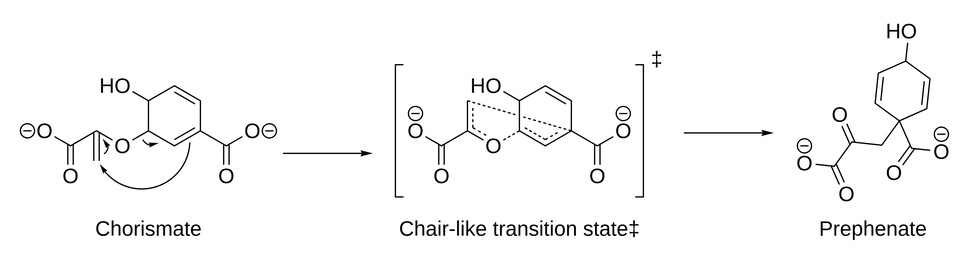 HO
⊖O
O
O
O⊖
O
Chorismate
‡
HO
⊖
O
O
O
⊖
O
O
Chair-like transition state‡
HO
O
⊖
O
O
⊖
O
O
Prephenate